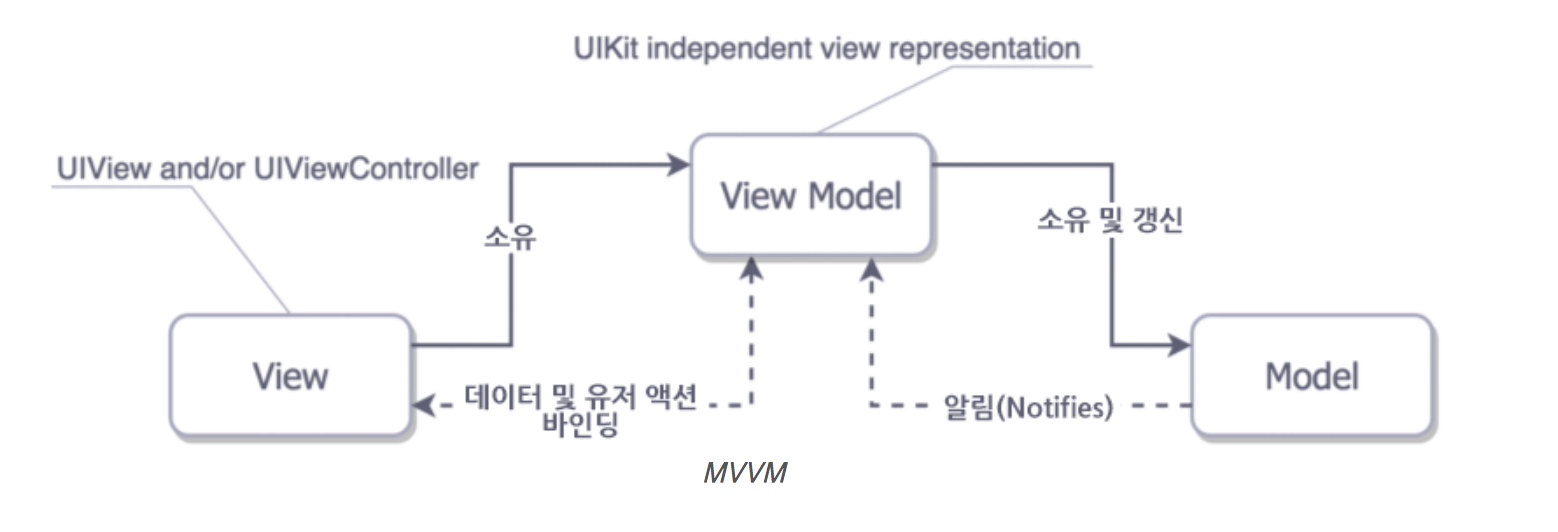 UIKit independent view representation
UIView and/or UIViewController
View Model
소유
소유 및 갱신
View
데이터 및 유저 액션
바인딩
알림(Notifies)
Model
MVVM